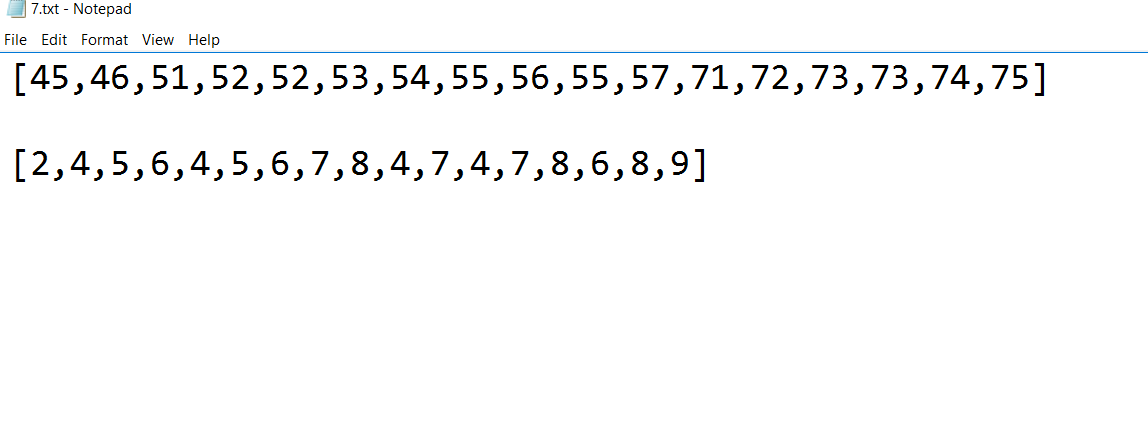 7.txt - Notepad
File Edit Format View Help
[45,46,51,52,52,53,54,55,56,55,57,71,72,73,73,74,75]
[2,4,5,6,4,5,6,7,8,4,7,4,7,8,6,8,9]